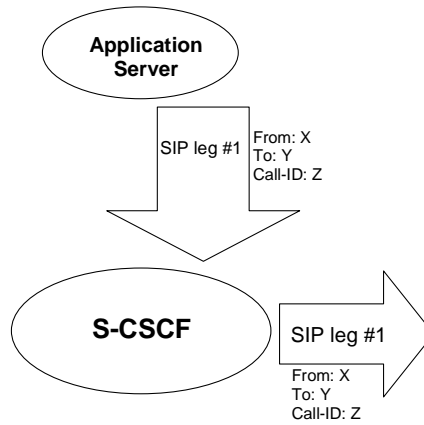 Application
Server
SIP leg #1
From: X
To: Y
Call-ID: Z
S-CSCF
SIP leg #1
From: X
To: Y
Call-ID: Z